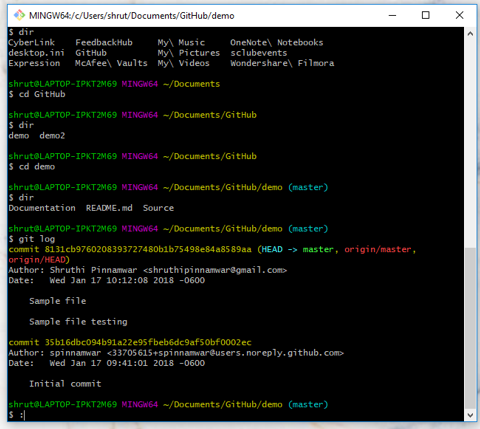 MINGW64:/c/Users/shrut/Documents/GitHub/demo
$ dir
CyberLink FeedbackHub My\ Music OneNote\ Notebooks
desktop.ini GitHub My\ Pictures sclubevents
Expression McAfee\ Vaults My\ Videos Wondershare\ Filmora
shrut@LAPTOP-IPKT2M69 MINGW64 ~/Documents
$ cd GitHub
shrut@LAPTOP-IPKT2M69 MINGW64 ~/Documents/GitHub
$ dir
demo demo2
shrut@LAPTOP-IPKT2M69 MINGW64 ~/Documents/GitHub
$ cd demo
shrut@LAPTOP-IPKT2M69 MINGW64 ~/Documents/GitHub/demo (master)
$ dir
Documentation README.md Source
shrut@LAPTOP-IPKT2M69 MINGW64 ~/Documents/GitHub/demo (master)
$ git log
commit 8131cb9760208393727480b1b75498e84a8589aa (HEAD -> master, origin/master,
origin/HEAD)
Author: Shruthi Pinnamwar <shruthipinnamwar@gmail.com>
Date: Wed Jan 17 10:12:08 2018 -0600
Sample file
Sample file testing
commit 35b16dbc094b91a22e95fbeb6dc9af50bf0002ec
Author: spinnamwar <33705615+spinnamwar@users.noreply.github.com>
Date: Wed Jan 17 09:41:01 2018 -0600
Initial commit
shrut@LAPTOP-IPKT2M69 MINGW64 ~/Documents/GitHub/demo (master)
$ :